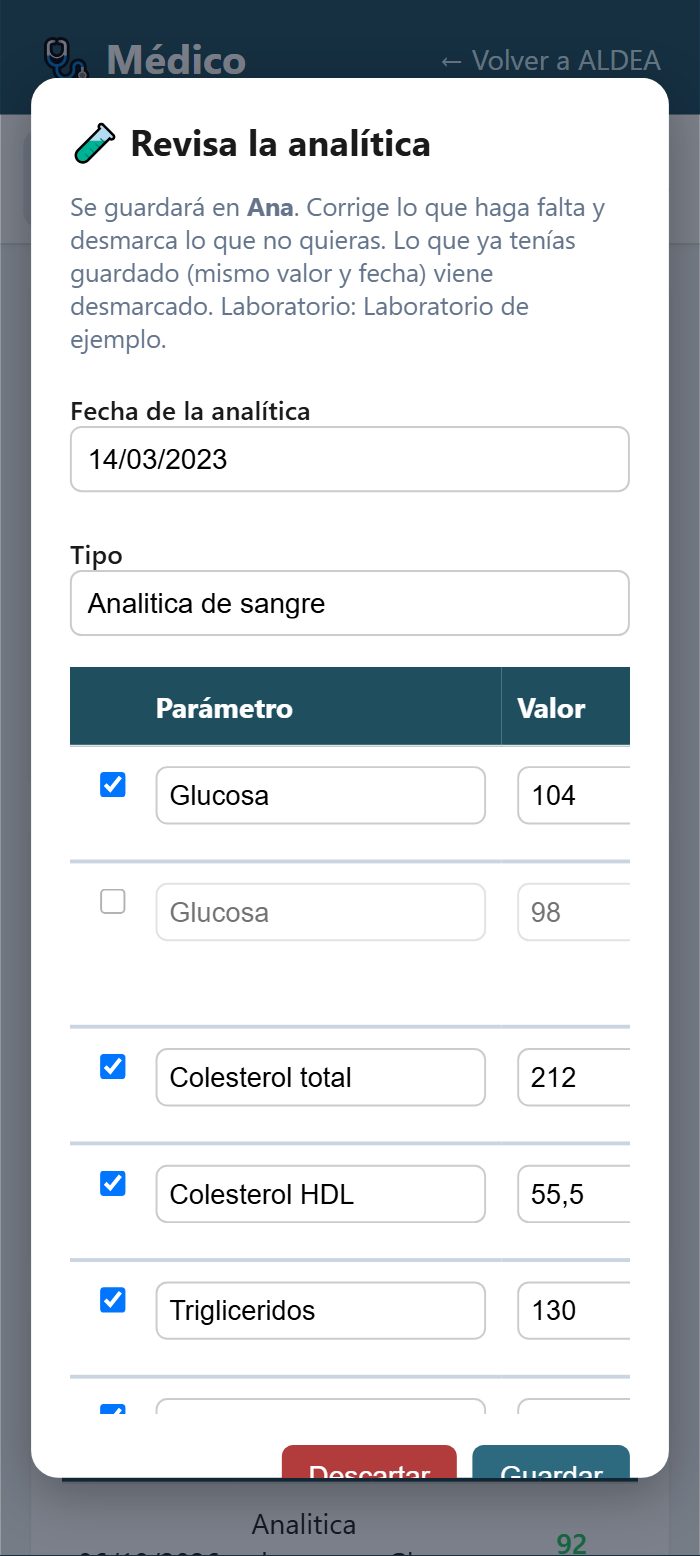 Médico
← Volver a ALDEA
Revisa la analítica
Se guardará en Ana. Corrige lo que haga falta y
desmarca lo que no quieras. Lo que ya tenías
guardado (mismo valor y fecha) viene
desmarcado. Laboratorio: Laboratorio de
ejemplo.
Fecha de la analítica
14/03/2023
Tipo
Analitica de sangre
Parámetro Valor
Glucosa 104
Glucosa 98
Colesterol total 212
Colesterol HDL 55,5
Trigliceridos 130
Descartar Guardar
Analitica
92